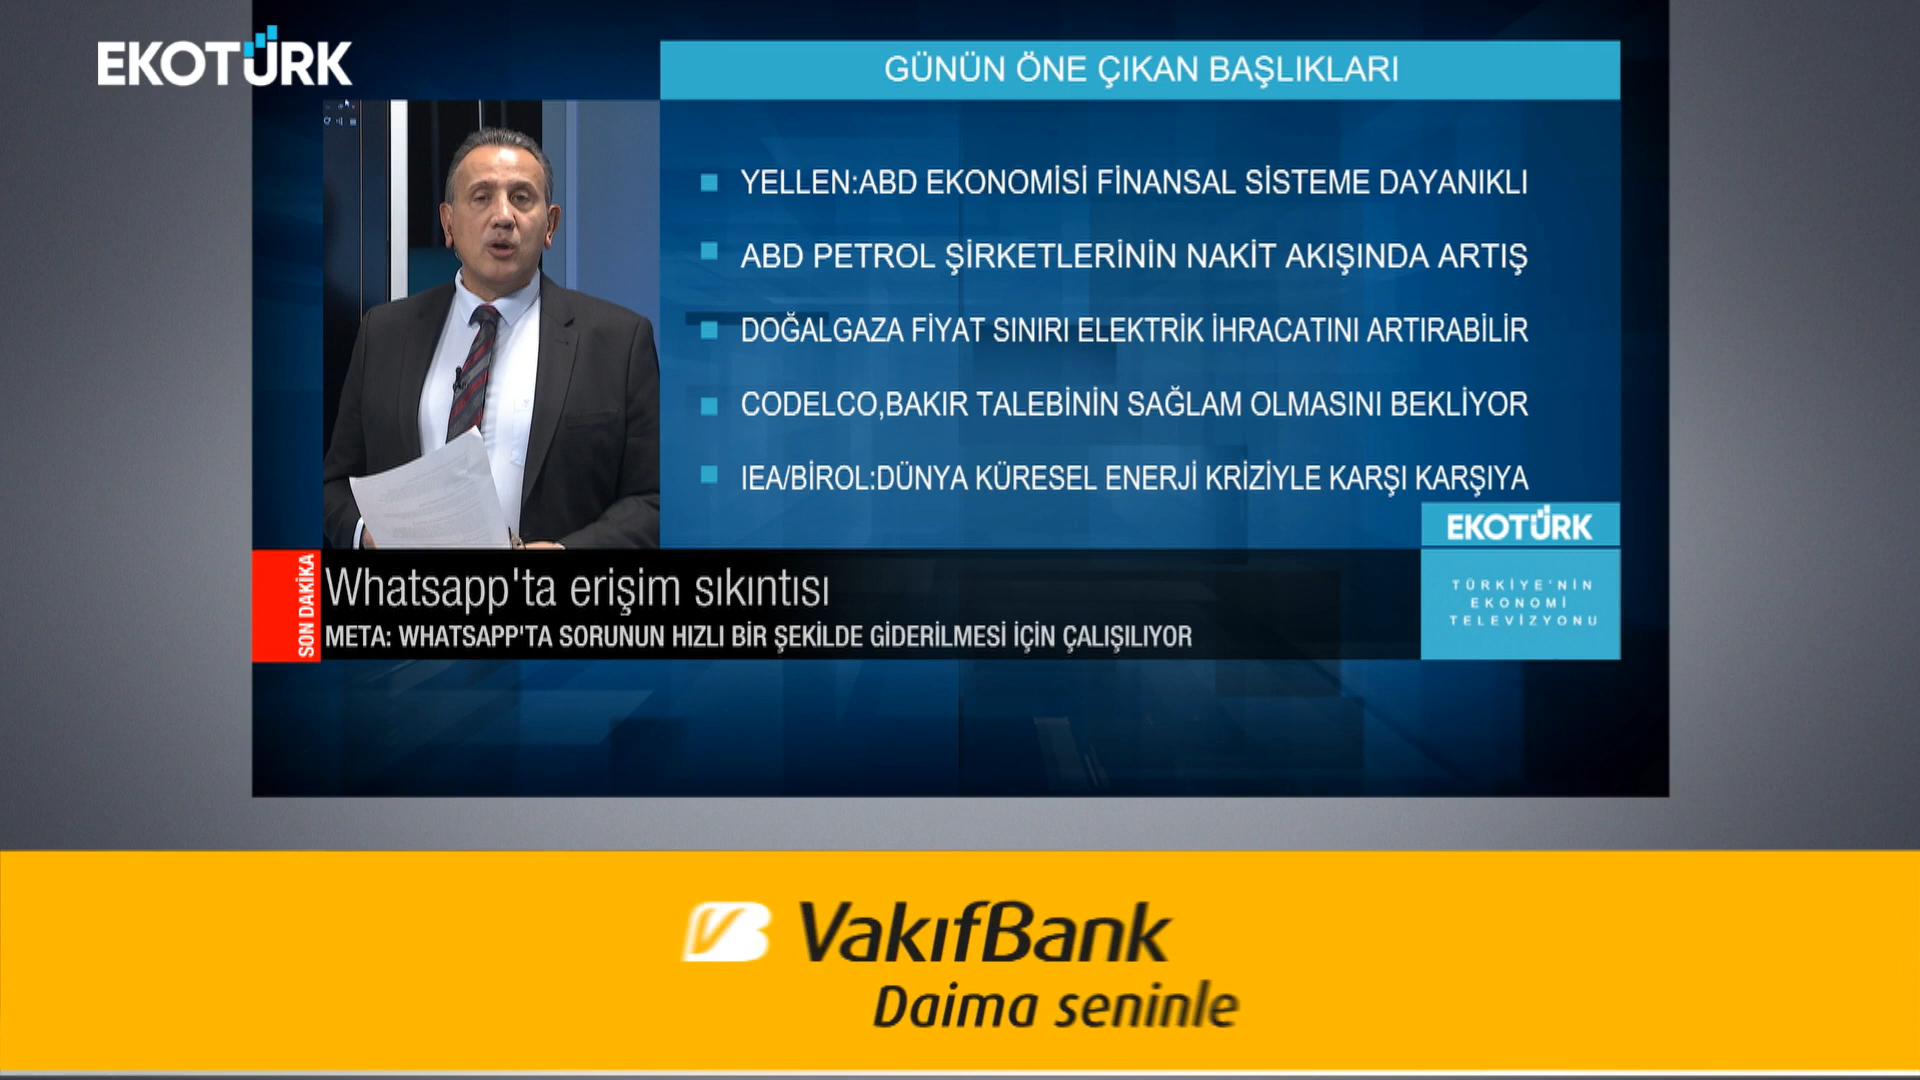 EKOTÜRK
GÜNÜN ÖNE ÇIKAN BAŞLIKLARI
YELLEN:ABD EKONOMİSİ FİNANSAL SİSTEME DAYANIKLI
ABD PETROL ŞİRKETLERİNİN NAKİT AKIŞINDA ARTIŞ
DOĞALGAZA FİYAT SINIRI ELEKTRİK İHRACATINI ARTIRABİLİR
CODELCO,BAKIR TALEBİNİN SAĞLAM OLMASINI BEKLİYOR
IEA/BİROL:DÜNYA KÜRESEL ENERJİ KRİZİYLE KARŞI KARŞIYA
EKOTÜRK
TÜRKİYE'NİN
EKONOMİ
TELEVİZYONU
SON DAKİKA
Whatsapp'ta erişim sıkıntısı
META: WHATSAPP'TA SORUNUN HIZLI BİR ŞEKİLDE GİDERİLMESİ İÇİN ÇALIŞILIYOR
VB VakıfBank
Daima seninle